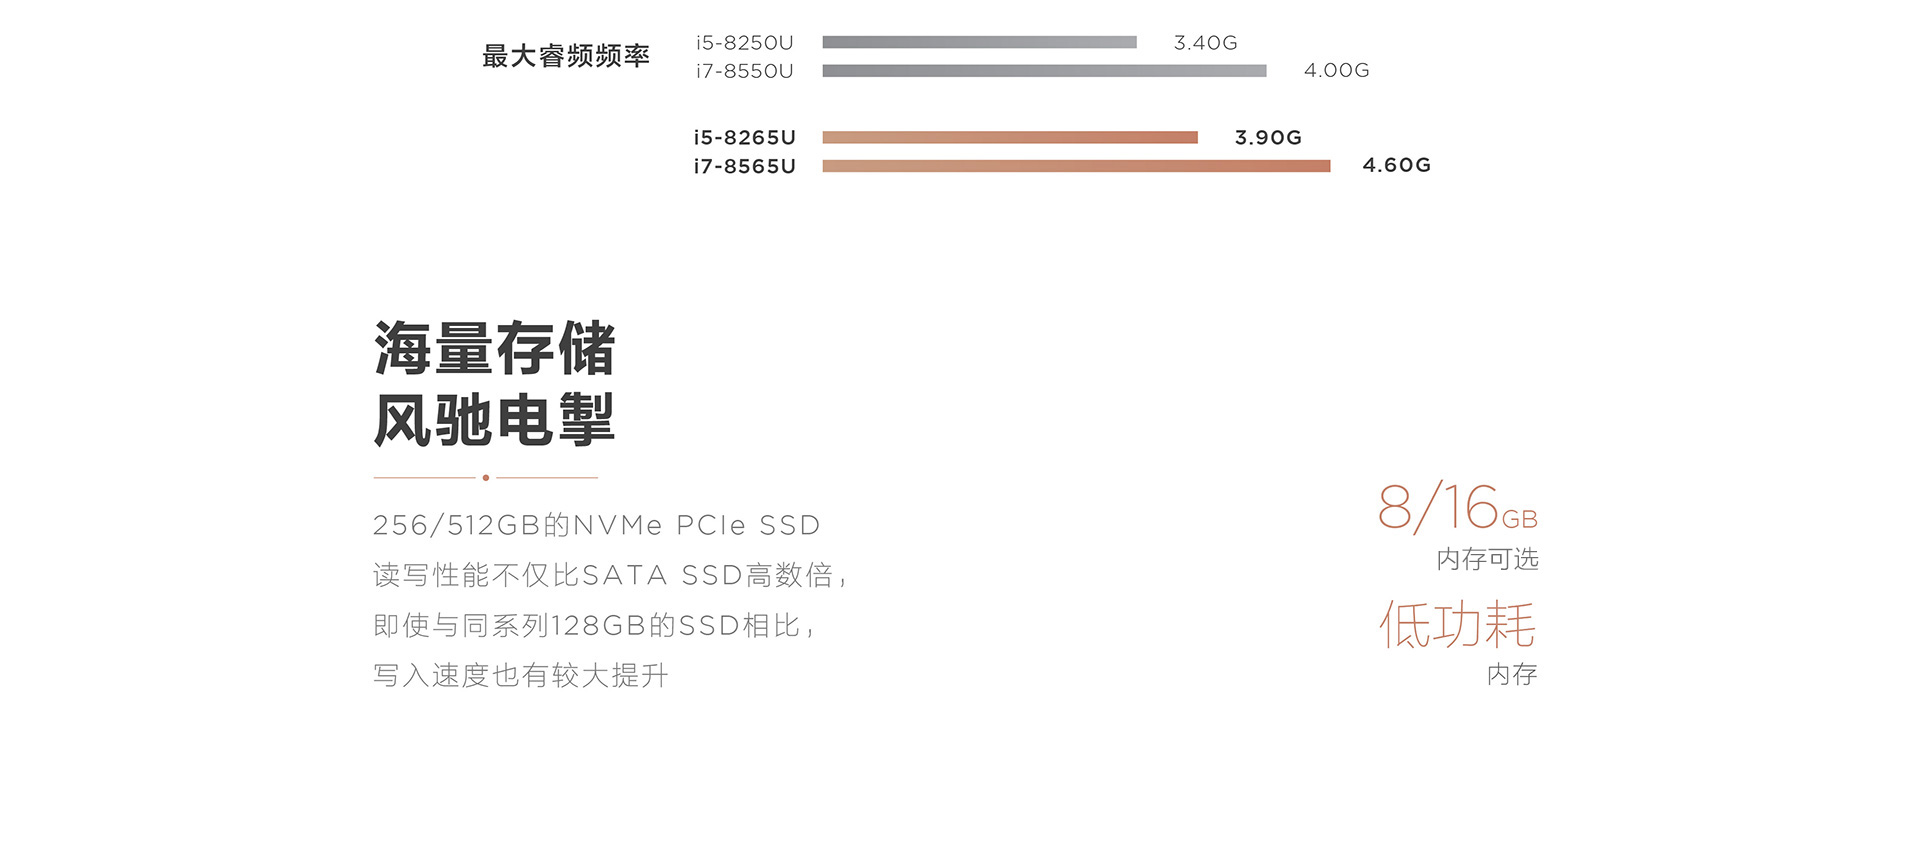 最大睿频频率
i5-8250U 3.40G
i7-8550U 4.00G
i5-8265U 3.90G
i7-8565U 4.60G
海量存储
风驰电掣
256/512GB的NVMe PCIe SSD
读写性能不仅比SATA SSD高数倍，
即使与同系列128GB的SSD相比，
写入速度也有较大提升
8/16GB
内存可选
低功耗
内存